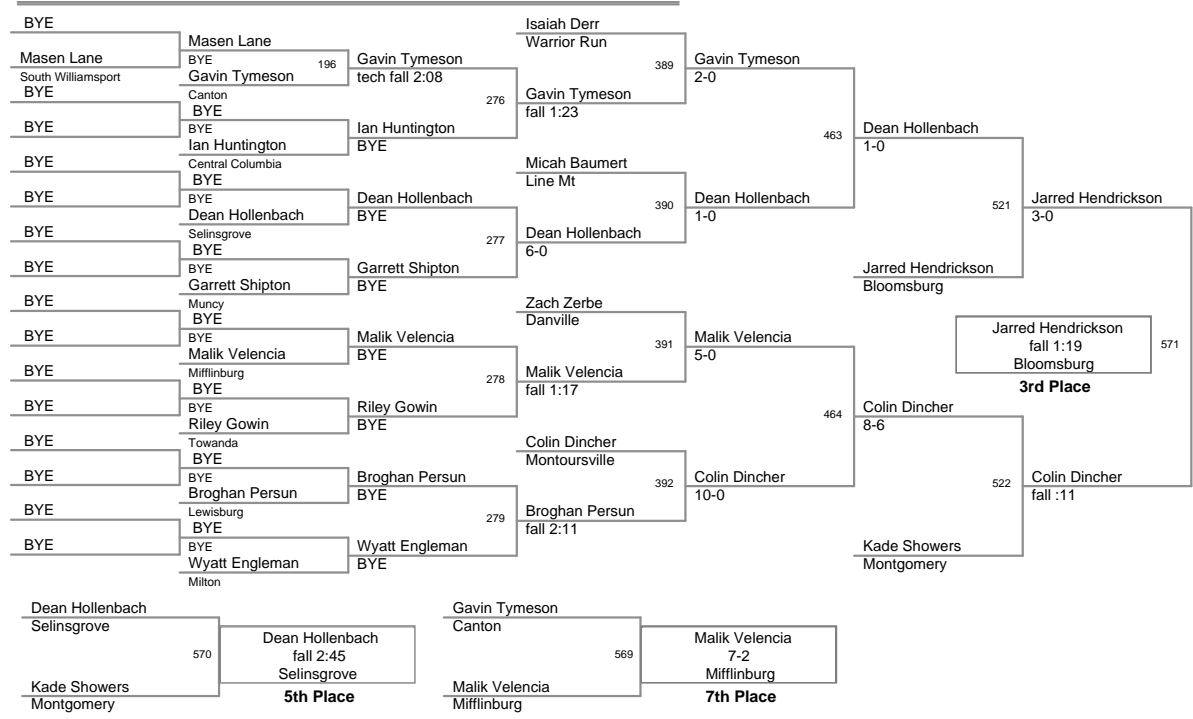 BYE
Masen Lane
South Williamsport
BYE
BYE
BYE
BYE
BYE
BYE
BYE
BYE
BYE
BYE
BYE
BYE
BYE
BYE
Masen Lane
BYE
196
Gavin Tymeson
Canton
BYE
BYE
Ian Huntington
Central Columbia
BYE
BYE
Dean Hollenbach
Selinsgrove
BYE
BYE
Garrett Shipton
Muncy
BYE
BYE
Malik Velencia
Mifflinburg
BYE
BYE
Riley Gowin
Towanda
BYE
BYE
Broghan Persun
Lewisburg
BYE
BYE
Wyatt Engleman
Milton
Gavin Tymeson
tech fall 2:08
276
Ian Huntington
BYE
Dean Hollenbach
BYE
277
Garrett Shipton
BYE
Malik Velencia
BYE
278
Riley Gowin
BYE
Broghan Persun
BYE
279
Wyatt Engleman
BYE
Isaiah Derr
Warrior Run
389
Gavin Tymeson
fall 1:23
Micah Baumert
Line Mt
390
Dean Hollenbach
6-0
Zach Zerbe
Danville
391
Malik Velencia
fall 1:17
Colin Dincher
Montoursville
392
Broghan Persun
fall 2:11
Gavin Tymeson
2-0
463
Dean Hollenbach
1-0
Malik Velencia
5-0
464
Colin Dincher
10-0
Dean Hollenbach
1-0
521
Jarred Hendrickson
Bloomsburg
Colin Dincher
8-6
522
Kade Showers
Montgomery
Jarred Hendrickson
3-0
Jarred Hendrickson
fall 1:19
Bloomsburg
571
3rd Place
Colin Dincher
fall :11
Dean Hollenbach
Selinsgrove
570
Kade Showers
Montgomery
Dean Hollenbach
fall 2:45
Selinsgrove
5th Place
Gavin Tymeson
Canton
569
Malik Velencia
Mifflinburg
Malik Velencia
7-2
Mifflinburg
7th Place